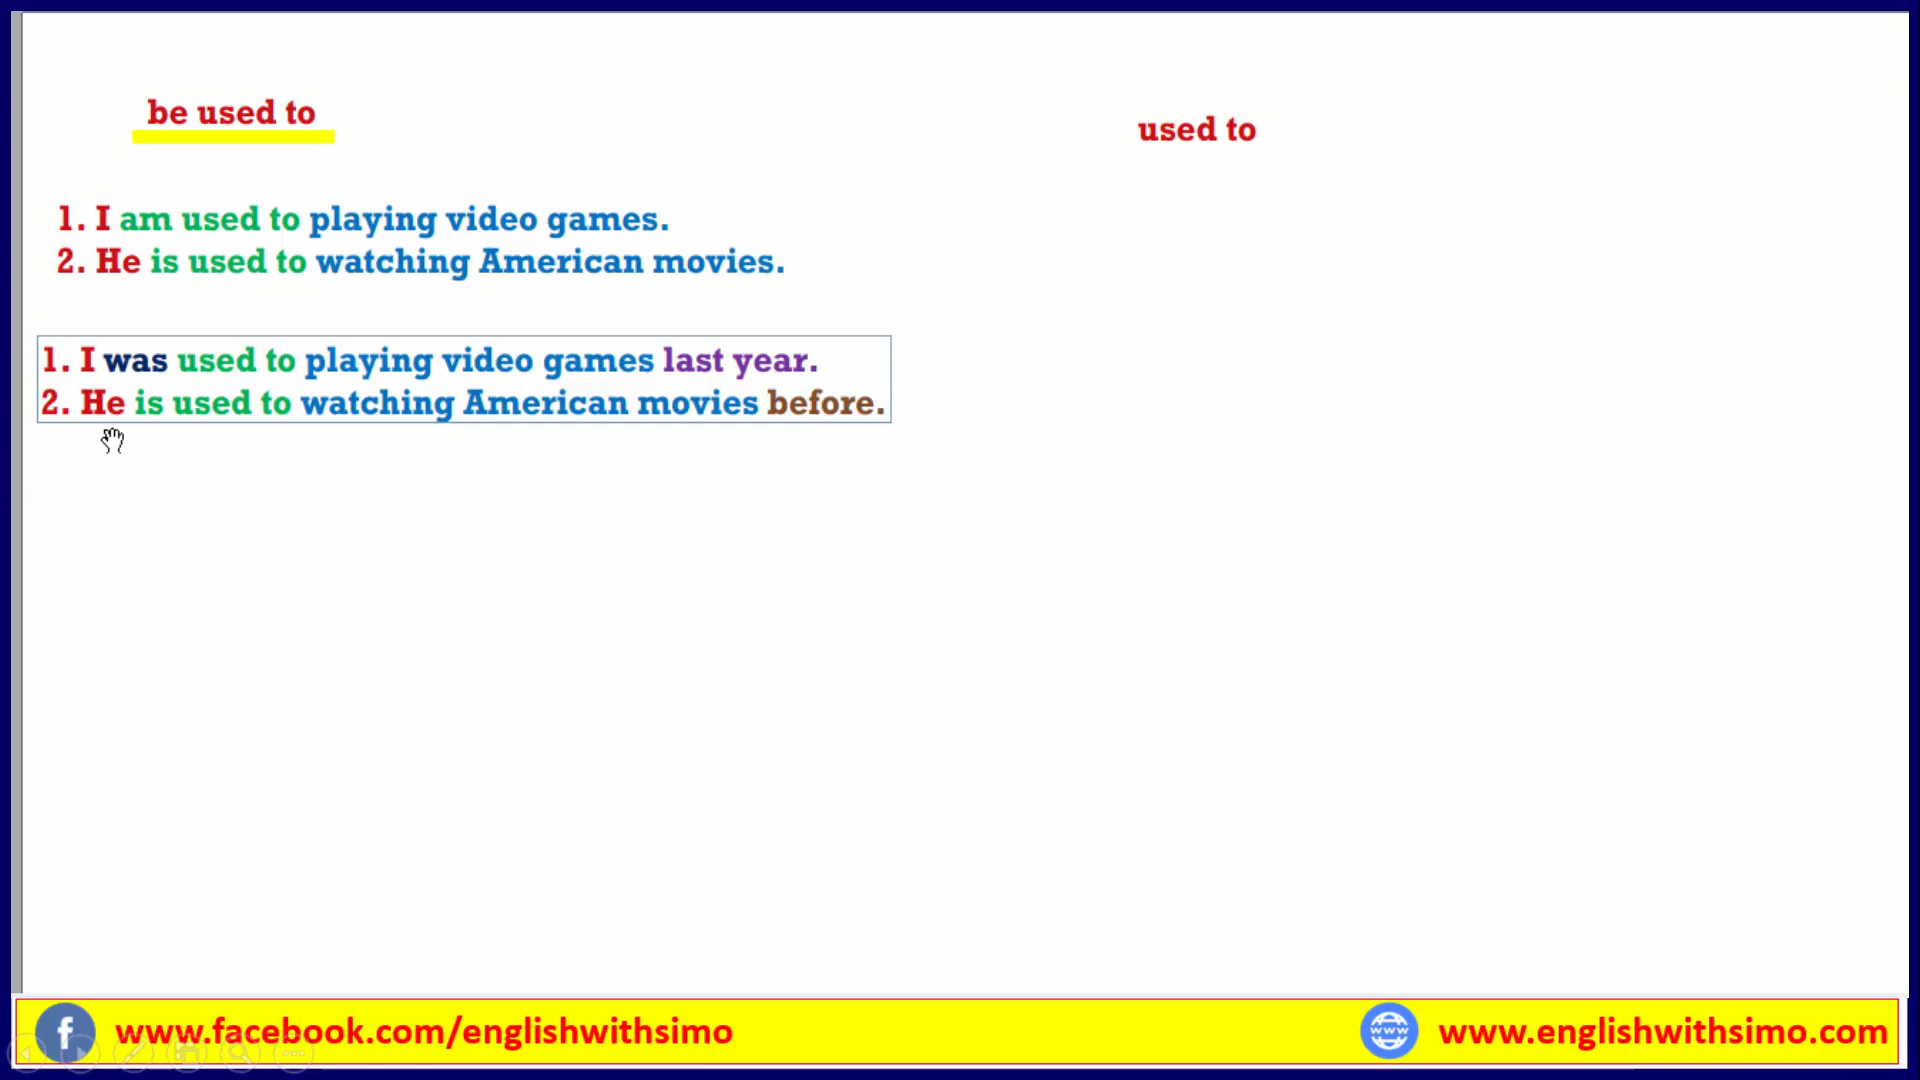 be used to
used to
1. I am used to playing video games.
2. He is used to watching American movies.
1. I was used to playing video games last year.
2. He is used to watching American movies before.
f www.facebook.com/englishwithsimo
www www.englishwithsimo.com